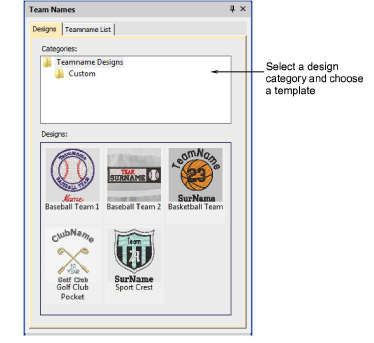 Team Names
Designs
Teamname List
Categories:
Teamname Designs
Custom
Select a design
category and choose
a template
Designs:
TEAMNAME
BASEBALL TEAM
Name
Baseball Team 1
TEAM
SURNAME
Baseball Team 2
TeamName
23
SurName
Basketball Team
ClubName
10
YEAR
Golf Club
Golf Club
Pocket
Team
SurName
Sport Crest